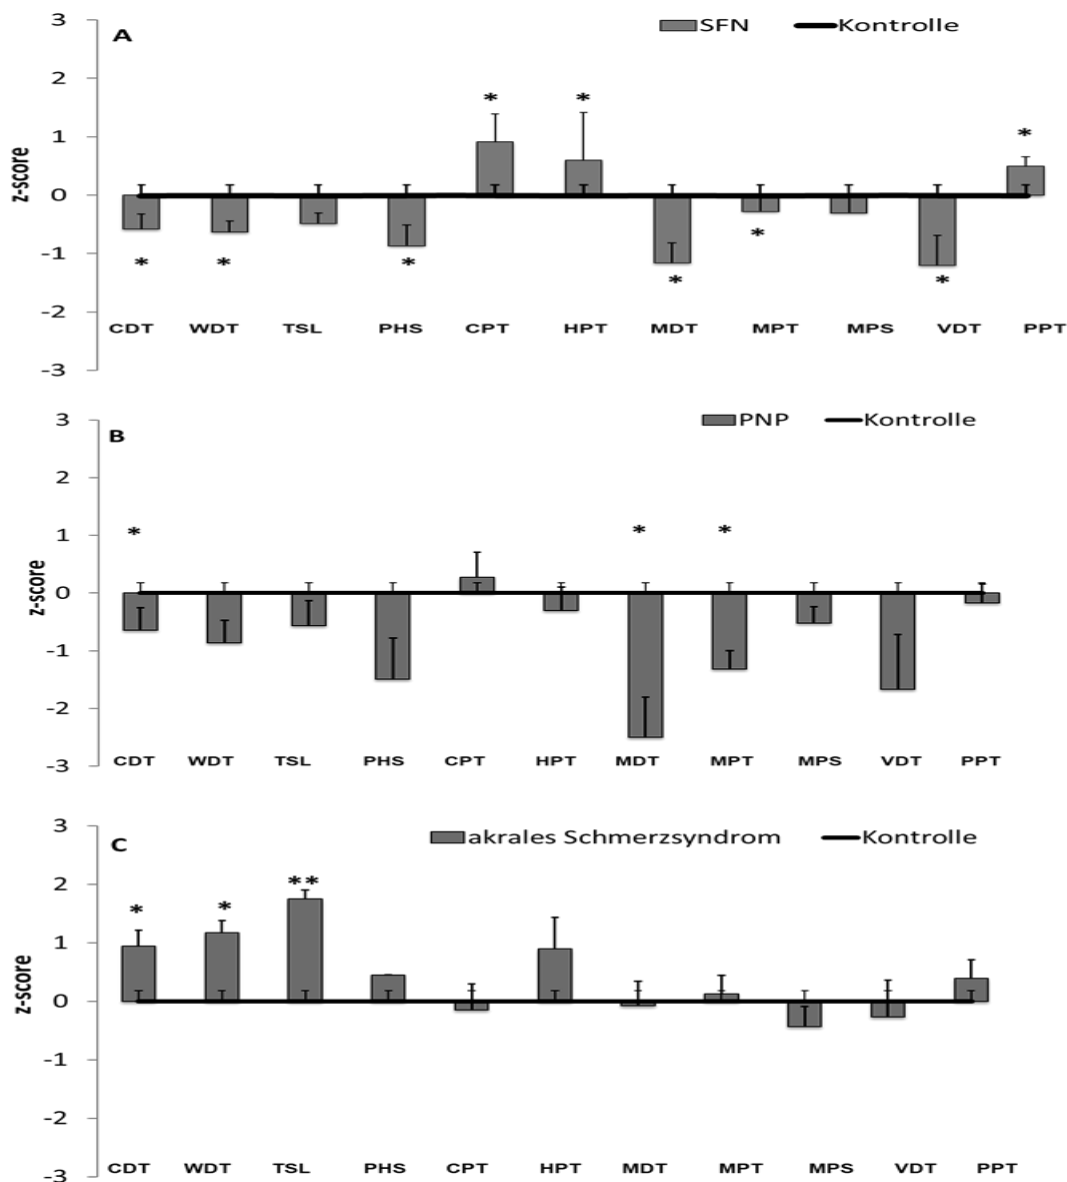 A
SFN Kontrolle
3
2
1
0
-1
-2
-3
z-score
* * *
* * * * * *
CDT WDT TSL PHS CPT HPT MDT MPT MPS VDT PPT
B
PNP Kontrolle
3
2
1
0
-1
-2
-3
z-score
* * *
CDT WDT TSL PHS CPT HPT MDT MPT MPS VDT PPT
C
akrales Schmerzsyndrom Kontrolle
3
2
1
0
-1
-2
-3
z-score
* * **
CDT WDT TSL PHS CPT HPT MDT MPT MPS VDT PPT